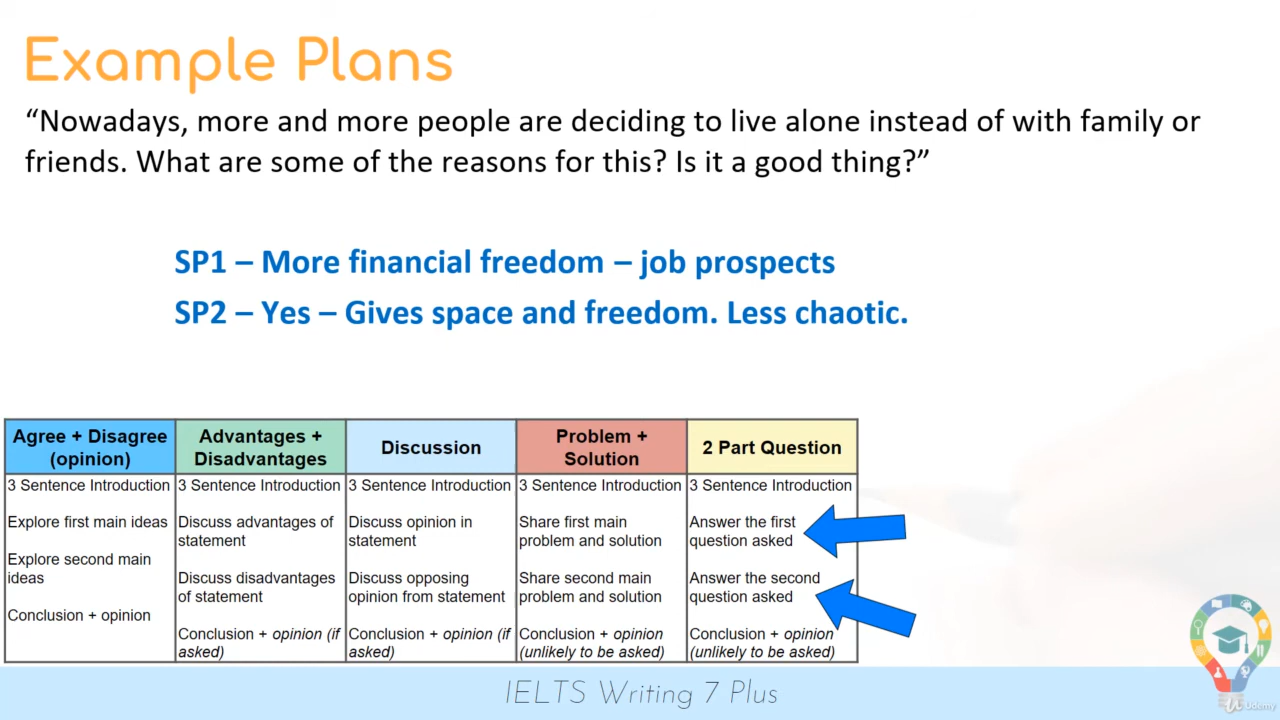 Example Plans
“Nowadays, more and more people are deciding to live alone instead of with family or
friends. What are some of the reasons for this? Is it a good thing?”
SP1 – More financial freedom – job prospects
SP2 – Yes – Gives space and freedom. Less chaotic.
Agree + Disagree
(opinion)
3 Sentence Introduction
Explore first main ideas
Explore second main
ideas
Conclusion + opinion
Advantages +
Disadvantages
3 Sentence Introduction
Discuss advantages of
statement
Discuss disadvantages
of statement
Conclusion + opinion (if
asked)
Discussion
3 Sentence Introduction
Discuss opinion in
statement
Discuss opposing
opinion from statement
Conclusion + opinion (if
asked)
Problem +
Solution
3 Sentence Introduction
Share first main
problem and solution
Share second main
problem and solution
Conclusion + opinion
(unlikely to be asked)
2 Part Question
3 Sentence Introduction
Answer the first
question asked
Answer the second
question asked
Conclusion + opinion
(unlikely to be asked)
IELTS Writing 7 Plus
Udemy